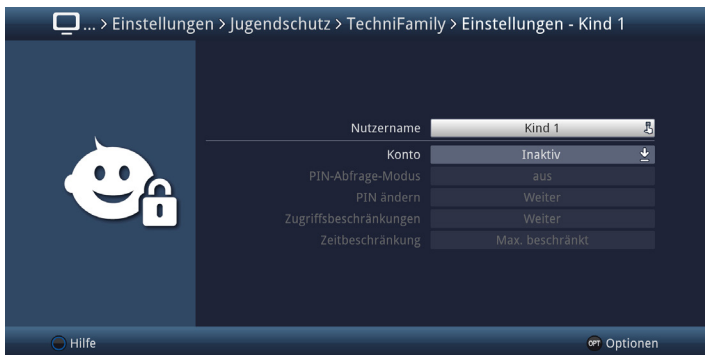 ... > Einstellungen > Jugendschutz > TechniFamily > Einstellungen - Kind 1
Nutzername Kind 1
Konto Inaktiv
PIN-Abfrage-Modus aus
PIN ändern Weiter
Zugriffsbeschränkungen Weiter
Zeitbeschränkung Max. beschränkt
Hilfe OPT Optionen